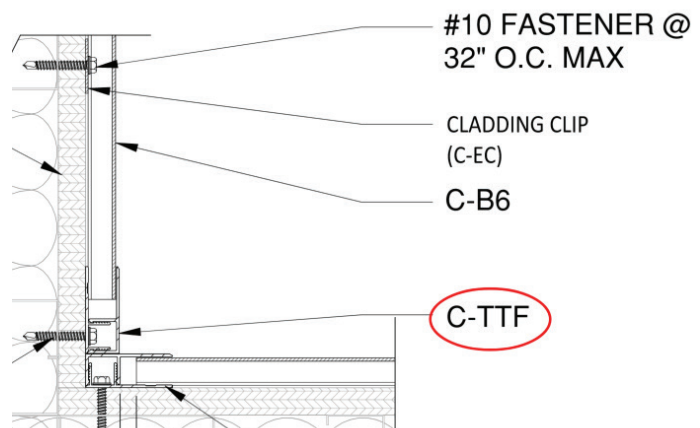 #10 FASTENER @
32" O.C. MAX
CLADDING CLIP
(C-EC)
C-B6
C-TTF